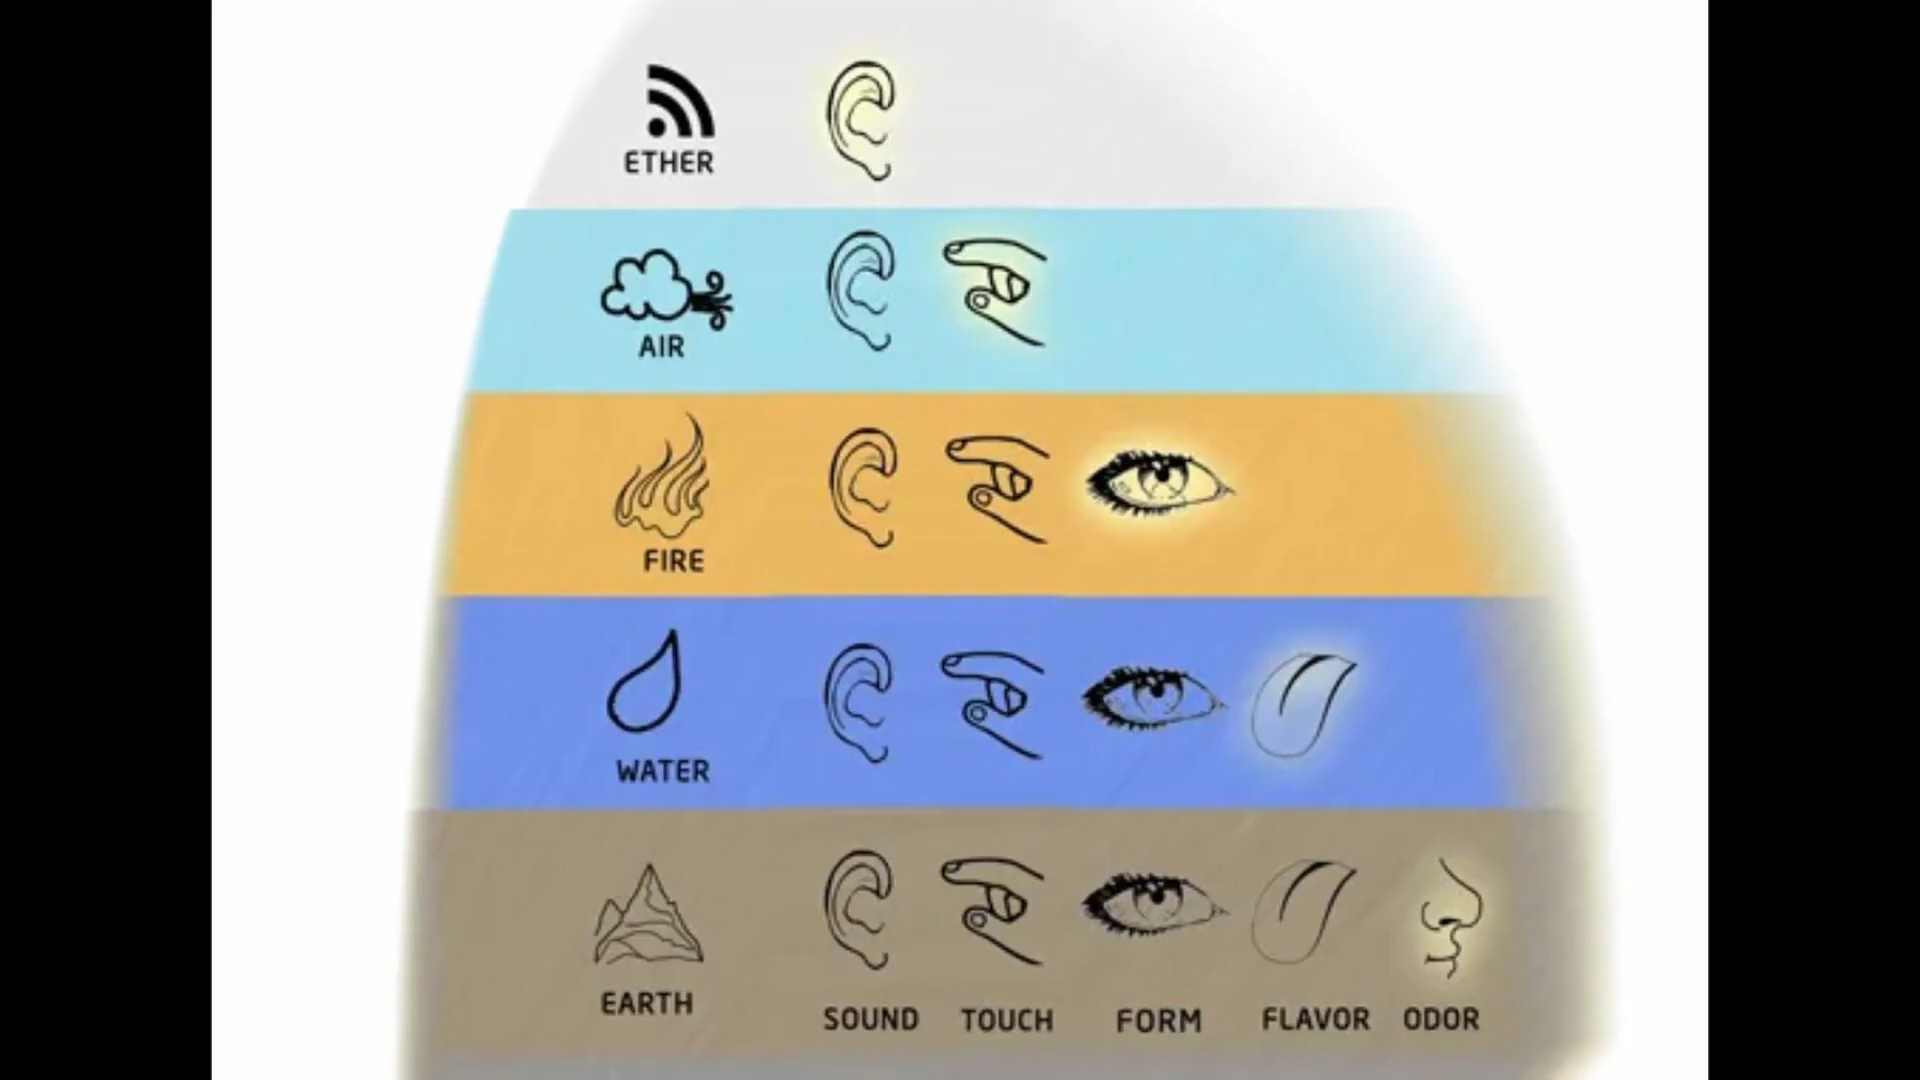 ETHER
AIR
FIRE
WATER
EARTH
SOUND TOUCH FORM FLAVOR ODOR